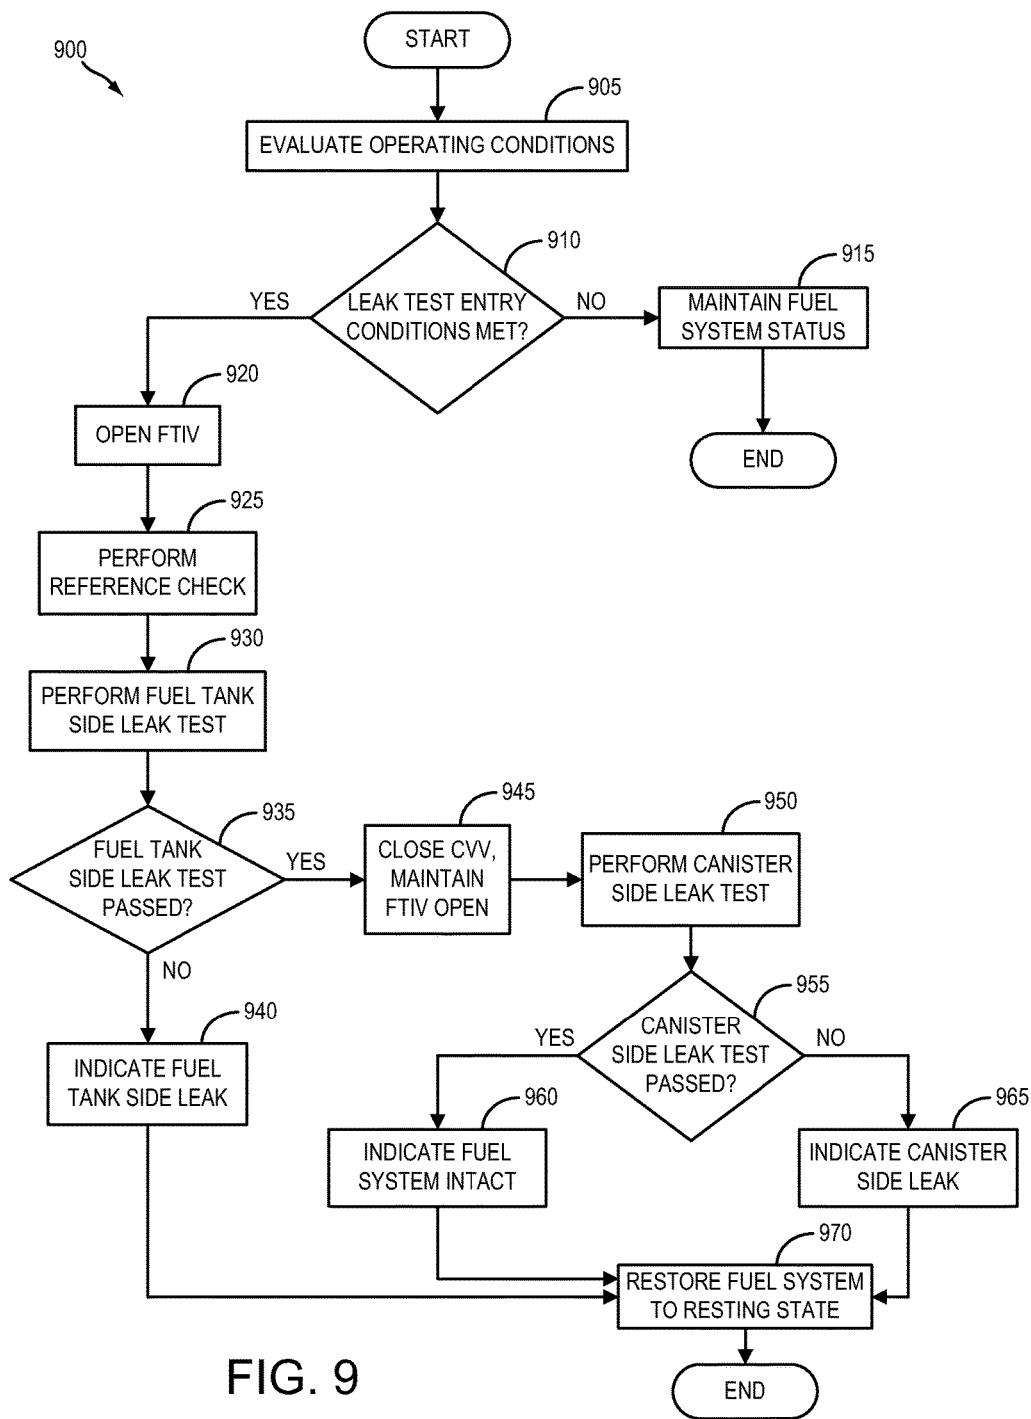 900
START
905
EVALUATE OPERATING CONDITIONS
910
LEAK TEST ENTRY
CONDITIONS MET?
YES
NO
915
MAINTAIN FUEL
SYSTEM STATUS
END
920
OPEN FTIV
925
PERFORM
REFERENCE CHECK
930
PERFORM FUEL TANK
SIDE LEAK TEST
935
FUEL TANK
SIDE LEAK TEST
PASSED?
YES
NO
940
INDICATE FUEL
TANK SIDE LEAK
945
CLOSE CVV,
MAINTAIN
FTIV OPEN
950
PERFORM CANISTER
SIDE LEAK TEST
955
CANISTER
SIDE LEAK TEST
PASSED?
YES
NO
960
INDICATE FUEL
SYSTEM INTACT
965
INDICATE CANISTER
SIDE LEAK
970
RESTORE FUEL SYSTEM
TO RESTING STATE
END
FIG. 9